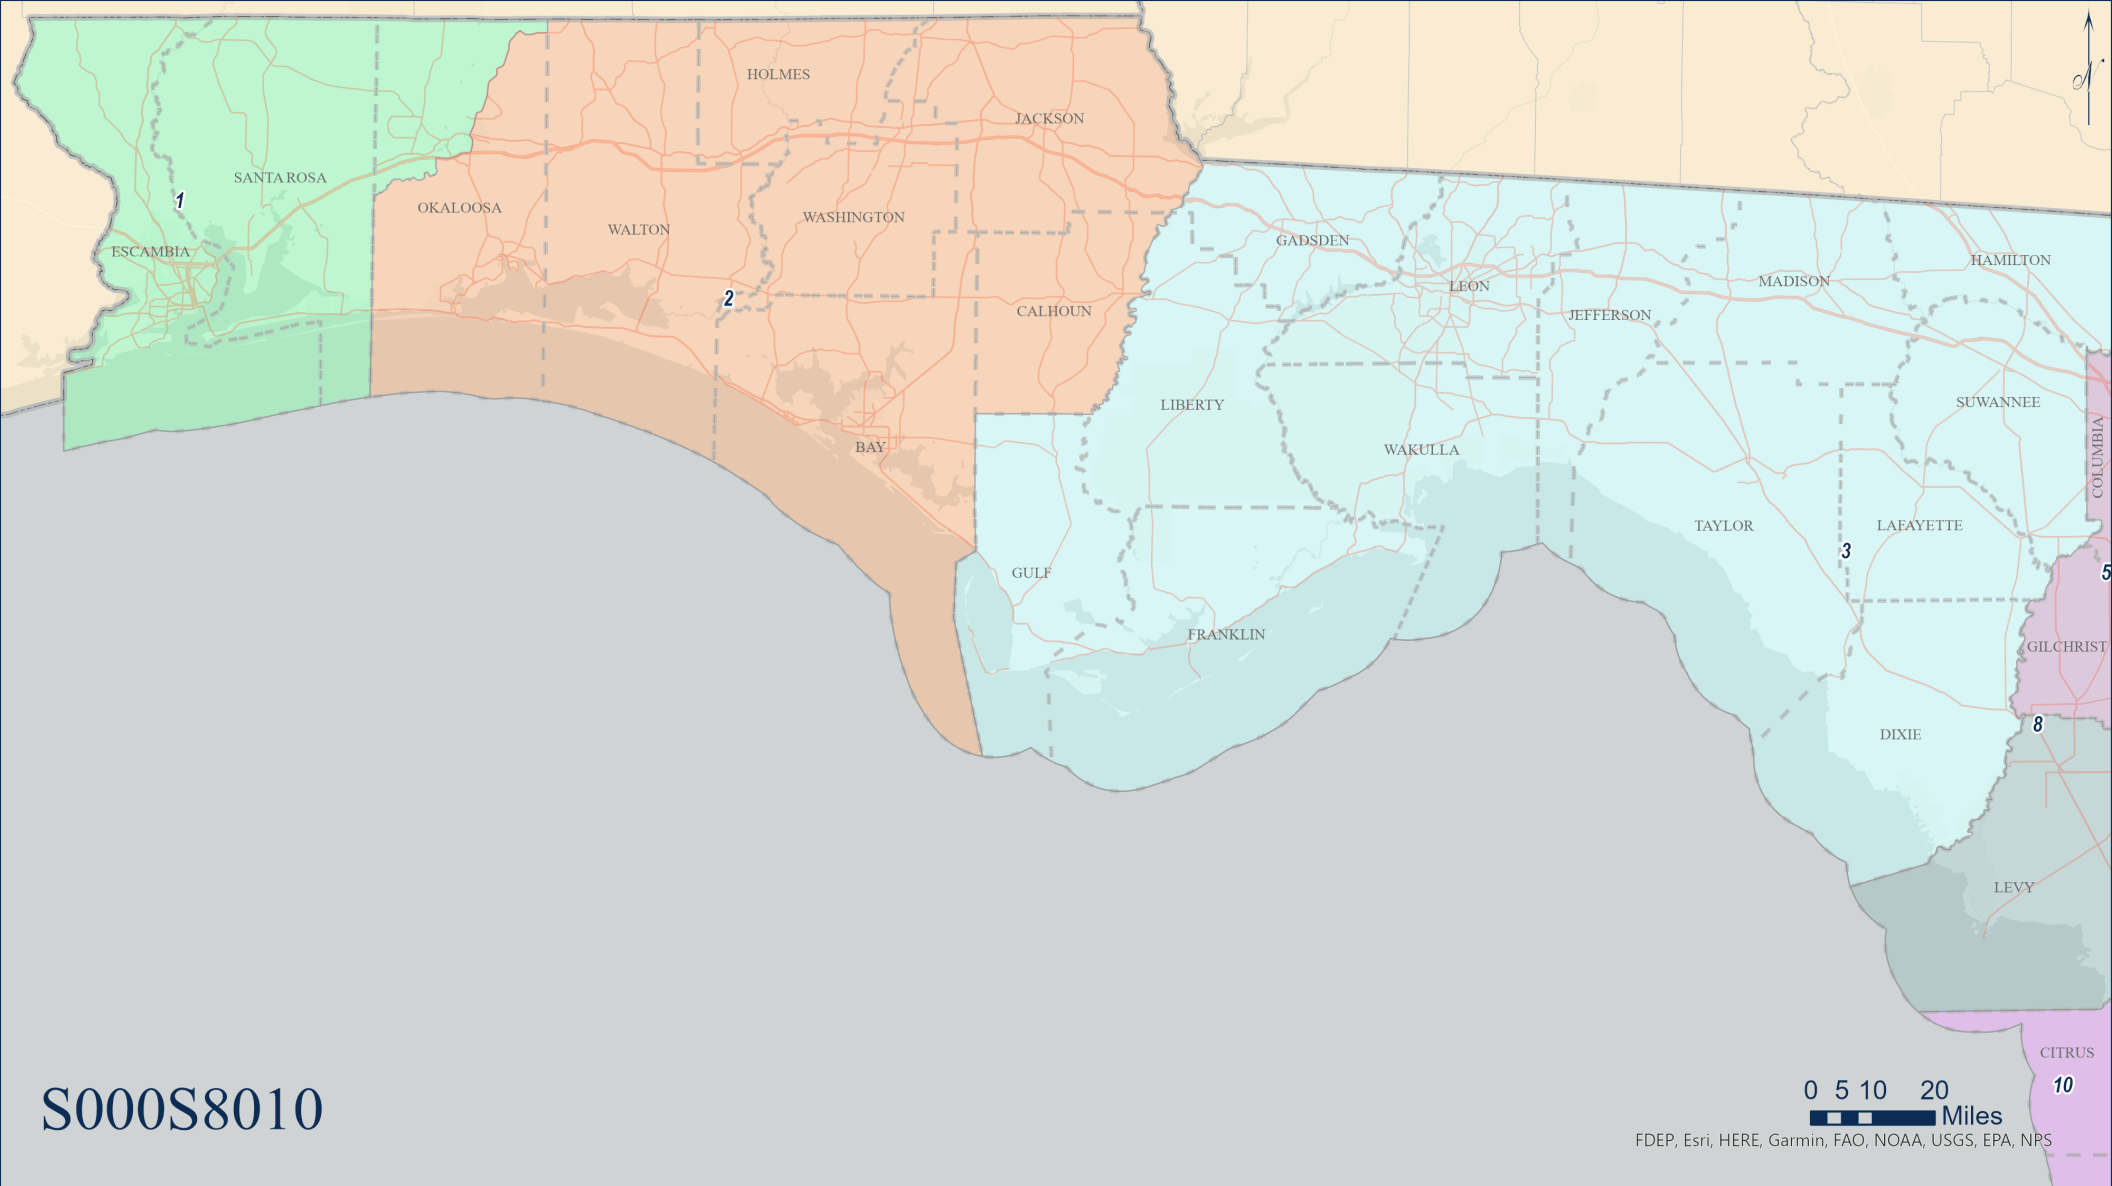 N
HOLMES
JACKSON
SANTA ROSA
1
OKALOOSA
WASHINGTON
WALTON
GADSDEN
ESCAMBIA
HAMILTON
MADISON
LEON
2
CALHOUN
JEFFERSON
LIBERTY
SUWANNEE
BAY
WAKULLA
COLUMBIA
TAYLOR
LAFAYETTE
3
GULF
5
FRANKLIN
GILCHRIST
8
DIXIE
LEVY
CITRUS
10
S000S8010
0 5 10 20
Miles
FDEP, Esri, HERE, Garmin, FAO, NOAA, USGS, EPA, NPS